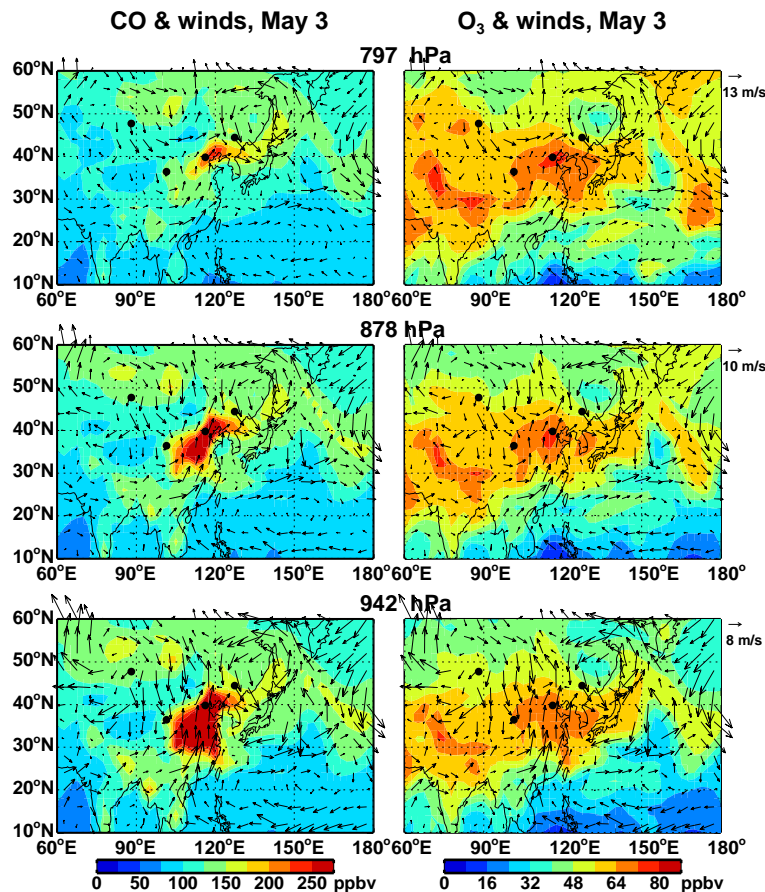 CO & winds, May 3 O₃ & winds, May 3
797 hPa
60°N
50°N
40°N
30°N
20°N
10°N
60° 90°E 120°E 150°E 180°
13 m/s
60° 90°E 120°E 150°E 180°
878 hPa
60°N
50°N
40°N
30°N
20°N
10°N
60° 90°E 120°E 150°E 180°
10 m/s
60° 90°E 120°E 150°E 180°
942 hPa
60°N
50°N
40°N
30°N
20°N
10°N
60°E 90°E 120°E 150°E 180°
8 m/s
60°E 90°E 120°E 150°E 180°
0 50 100 150 200 250 ppbv
0 16 32 48 64 80 ppbv